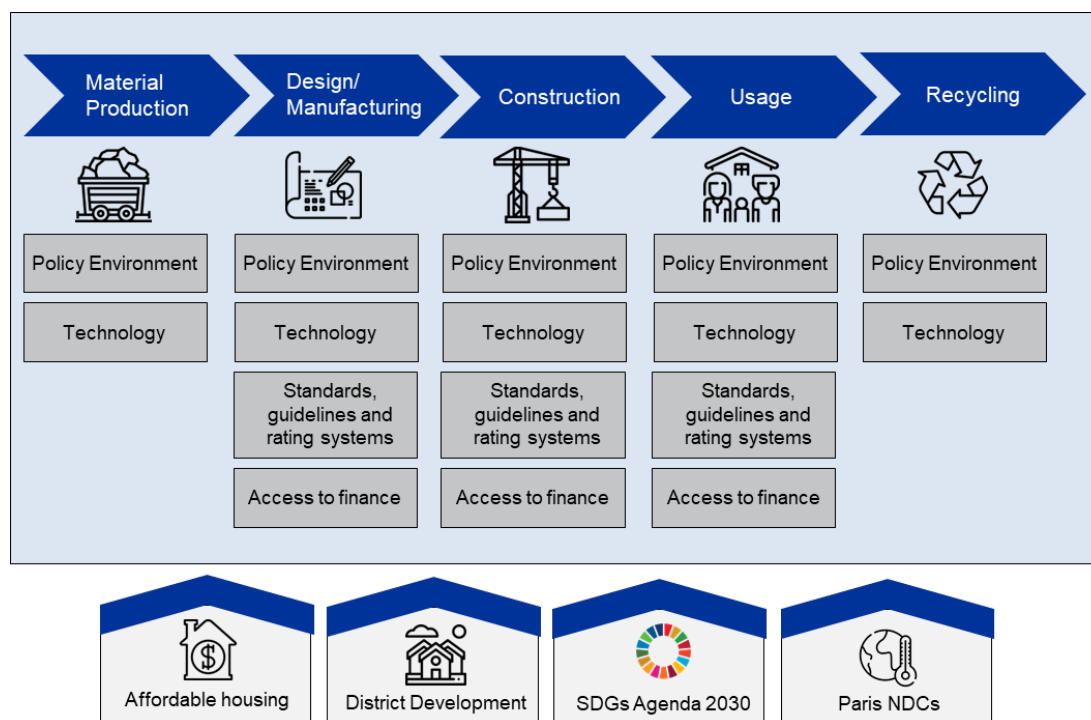 Material
Production
Design/
Manufacturing
Construction
Usage
Recycling
Policy Environment
Policy Environment
Policy Environment
Policy Environment
Policy Environment
Technology
Technology
Technology
Technology
Technology
Standards,
guidelines and
rating systems
Standards,
guidelines and
rating systems
Standards,
guidelines and
rating systems
Access to finance
Access to finance
Access to finance
$
Affordable housing
District Development
SDGs Agenda 2030
Paris NDCs